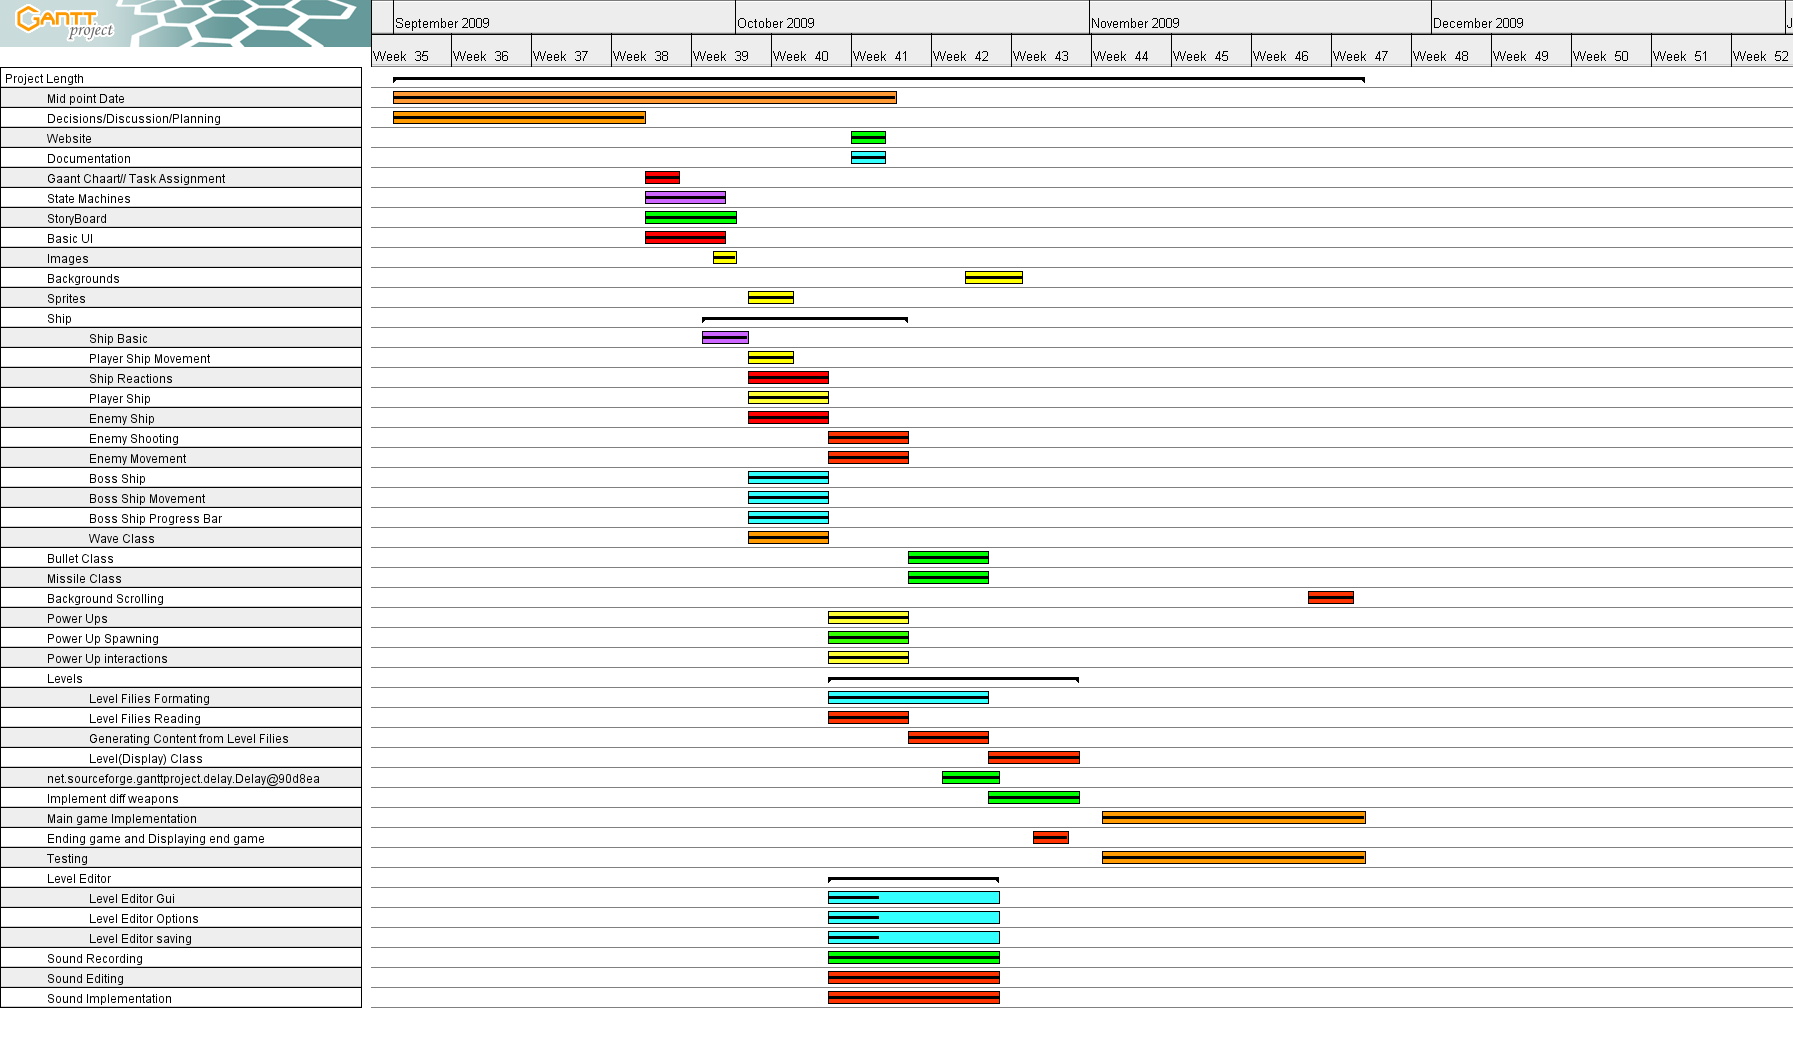 GANTT
project
September 2009 October 2009 November 2009 December 2009 J
Week 35 Week 36 Week 37 Week 38 Week 39 Week 40 Week 41 Week 42 Week 43 Week 44 Week 45 Week 46 Week 47 Week 48 Week 49 Week 50 Week 51 Week 52
Project Length
Mid point Date
Decisions/Discussion/Planning
Website
Documentation
Gaant Chaart// Task Assignment
State Machines
StoryBoard
Basic UI
Images
Backgrounds
Sprites
Ship
Ship Basic
Player Ship Movement
Ship Reactions
Player Ship
Enemy Ship
Enemy Shooting
Enemy Movement
Boss Ship
Boss Ship Movement
Boss Ship Progress Bar
Wave Class
Bullet Class
Missile Class
Background Scrolling
Power Ups
Power Up Spawning
Power Up interactions
Levels
Level Filies Formating
Level Filies Reading
Generating Content from Level Filies
Level(Display) Class
net.sourceforge.ganttproject.delay.Delay@90d8ea
Implement diff weapons
Main game Implementation
Ending game and Displaying end game
Testing
Level Editor
Level Editor Gui
Level Editor Options
Level Editor saving
Sound Recording
Sound Editing
Sound Implementation